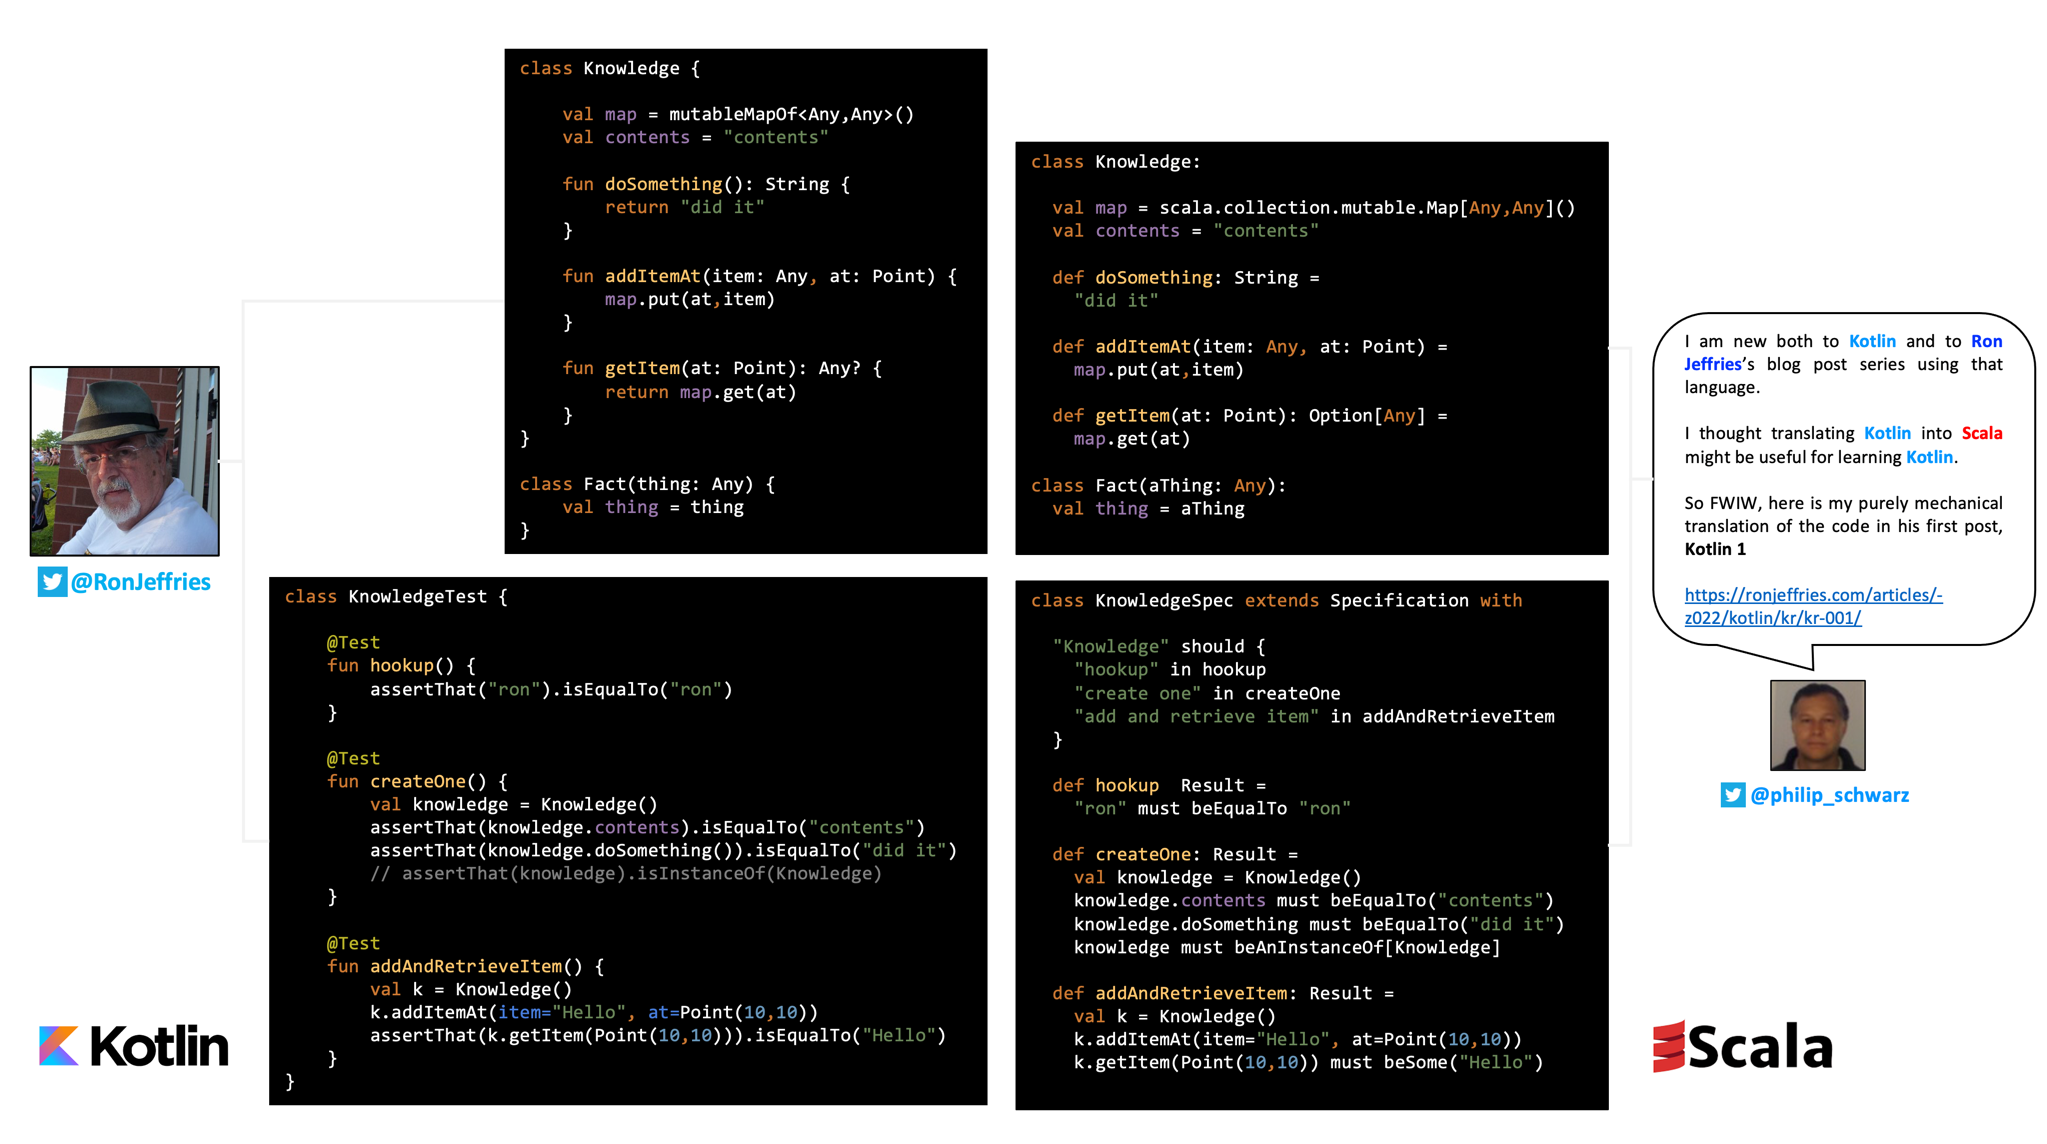 class Knowledge {
val map = mutableMapOf<Any,Any>()
val contents = "contents"
fun doSomething(): String {
return "did it"
}
fun addItemAt(item: Any, at: Point) {
map.put(at,item)
}
fun getItem(at: Point): Any? {
return map.get(at)
}
}
class Fact(thing: Any) {
val thing = thing
}
class Knowledge:
val map = scala.collection.mutable.Map[Any,Any]()
val contents = "contents"
def doSomething: String =
"did it"
def addItemAt(item: Any, at: Point) =
map.put(at,item)
def getItem(at: Point): Option[Any] =
map.get(at)
class Fact(aThing: Any):
val thing = aThing
@RonJeffries
class KnowledgeTest {
@Test
fun hookup() {
assertThat("ron").isEqualTo("ron")
}
@Test
fun createOne() {
val knowledge = Knowledge()
assertThat(knowledge.contents).isEqualTo("contents")
assertThat(knowledge.doSomething()).isEqualTo("did it")
// assertThat(knowledge).isInstanceOf(Knowledge)
}
@Test
fun addAndRetrieveItem() {
val k = Knowledge()
k.addItemAt(item="Hello", at=Point(10,10))
assertThat(k.getItem(Point(10,10))).isEqualTo("Hello")
}
}
class KnowledgeSpec extends Specification with
"Knowledge" should {
"hookup" in hookup
"create one" in createOne
"add and retrieve item" in addAndRetrieveItem
}
def hookup  Result =
"ron" must beEqualTo "ron"
def createOne: Result =
val knowledge = Knowledge()
knowledge.contents must beEqualTo("contents")
knowledge.doSomething must beEqualTo("did it")
knowledge must beAnInstanceOf[Knowledge]
def addAndRetrieveItem: Result =
val k = Knowledge()
k.addItemAt(item="Hello", at=Point(10,10))
k.getItem(Point(10,10)) must beSome("Hello")
I am new both to Kotlin and to Ron
Jeffries's blog post series using that
language.
I thought translating Kotlin into Scala
might be useful for learning Kotlin.
So FWIW, here is my purely mechanical
translation of the code in his first post,
Kotlin 1
https://ronjeffries.com/articles/-
z022/kotlin/kr/kr-001/
@philip_schwarz
Kotlin
Scala